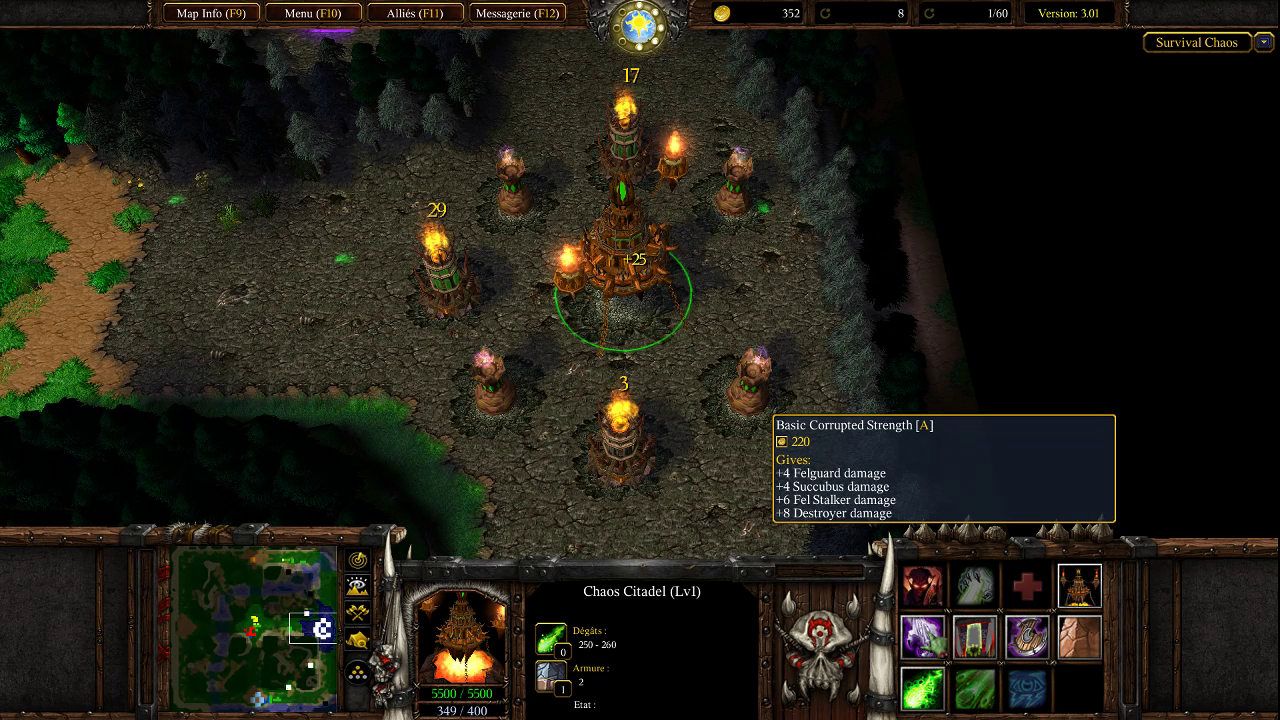 Map Info (F9)
Menu (F10)
Alliés (F11)
Messagerie (F12)
352
8
1/60
Version: 3.01
Survival Chaos
17
29
+25
3
Basic Corrupted Strength [A]
220
Gives:
+4 Felguard damage
+4 Succubus damage
+6 Fel Stalker damage
+8 Destroyer damage
Chaos Citadel (Lv1)
Dégâts :
250 - 260
0
Armure :
2
1
Etat :
5500 / 5500
349 / 400